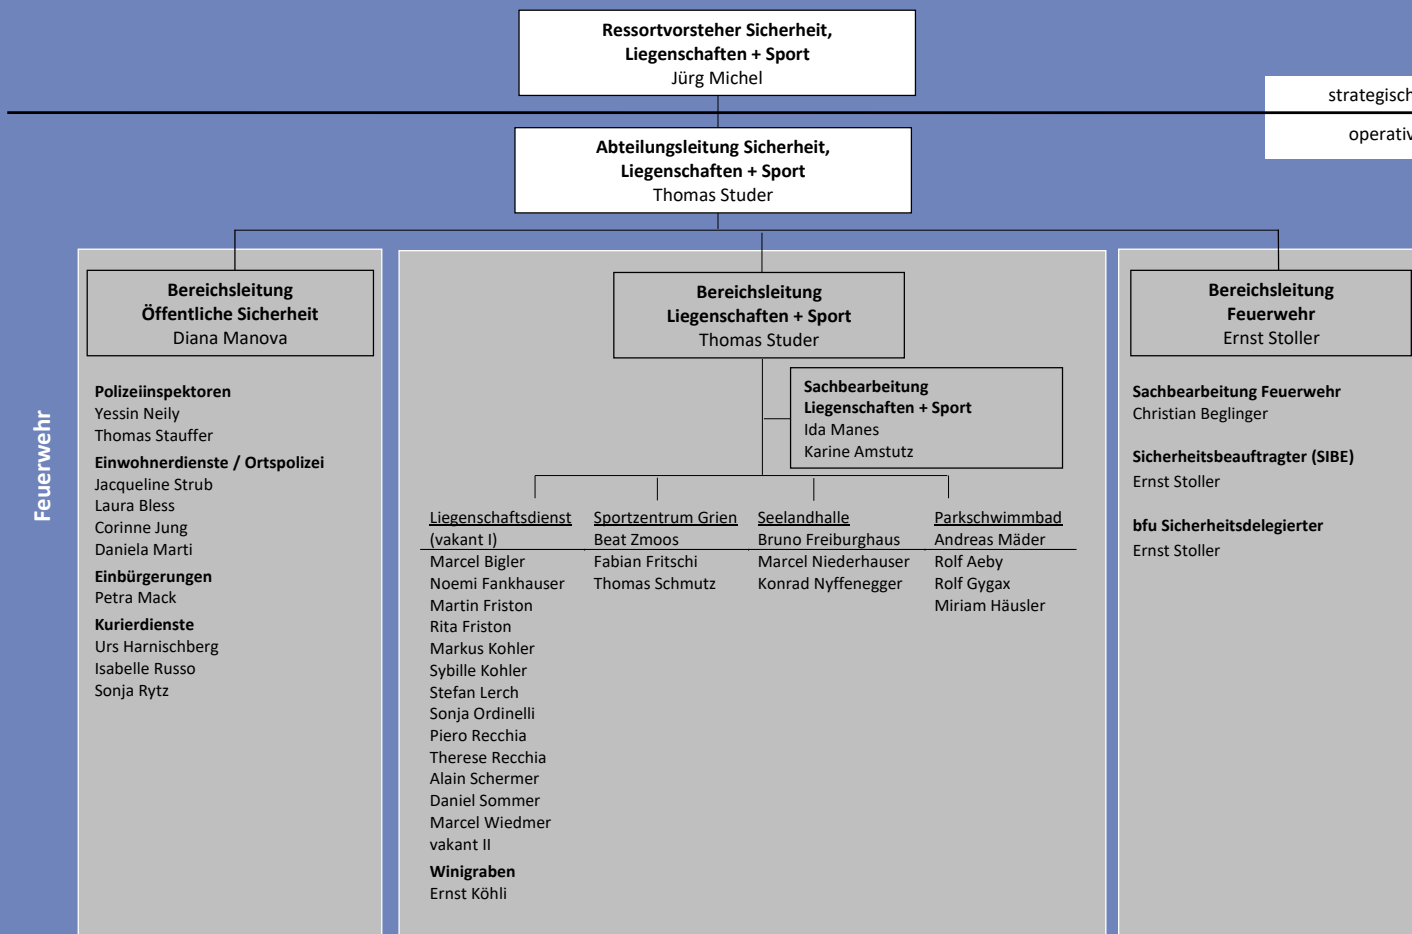 Ressortvorsteher Sicherheit,
Liegenschaften + Sport
Jürg Michel
strategisch
operativ
Abteilungsleitung Sicherheit,
Liegenschaften + Sport
Thomas Studer
Feuerwehr
Bereichsleitung
Öffentliche Sicherheit
Diana Manova
Polizeiinspektoren
Yessin Neily
Thomas Stauffer
Einwohnerdienste / Ortspolizei
Jacqueline Strub
Laura Bless
Corinne Jung
Daniela Marti
Einbürgerungen
Petra Mack
Kurierdienste
Urs Harnischberg
Isabelle Russo
Sonja Rytz
Bereichsleitung
Liegenschaften + Sport
Thomas Studer
Sachbearbeitung
Liegenschaften + Sport
Ida Manes
Karine Amstutz
Liegenschaftsdienst
(vakant I)
Marcel Bigler
Noemi Fankhauser
Martin Friston
Rita Friston
Markus Kohler
Sybille Kohler
Stefan Lerch
Sonja Ordinelli
Piero Recchia
Therese Recchia
Alain Schermer
Daniel Sommer
Marcel Wiedmer
vakant II
Winigraben
Ernst Köhli
Sportzentrum Grien
Beat Zmoos
Fabian Fritschi
Thomas Schmutz
Seelandhalle
Bruno Freiburghaus
Marcel Niederhauser
Konrad Nyffenegger
Parkschwimmbad
Andreas Mäder
Rolf Aeby
Rolf Gygax
Miriam Häusler
Bereichsleitung
Feuerwehr
Ernst Stoller
Sachbearbeitung Feuerwehr
Christian Beglinger
Sicherheitsbeauftragter (SIBE)
Ernst Stoller
bfu Sicherheitsdelegierter
Ernst Stoller